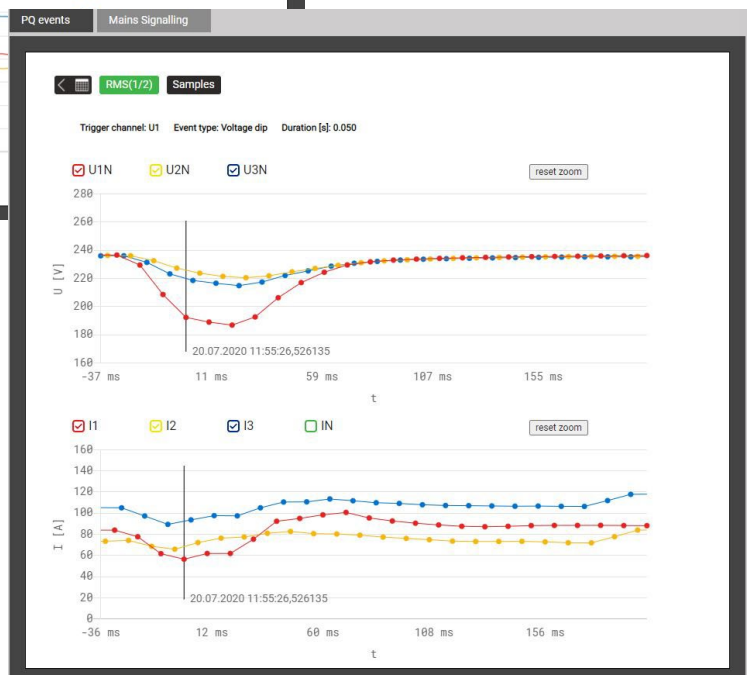 PQ events Mains Signalling
RMS(1/2) Samples
Trigger channel: U1 Event type: Voltage dip Duration [s]: 0.050
U1N U2N U3N reset zoom
280
260
240
220
200
180
160
U [V]
20.07.2020 11:55:26,526135
-37 ms 11 ms 59 ms 107 ms 155 ms
t
I1 I2 I3 IN reset zoom
160
140
120
100
80
60
40
20
0
I [A]
20.07.2020 11:55:26,526135
-36 ms 12 ms 60 ms 108 ms 156 ms
t